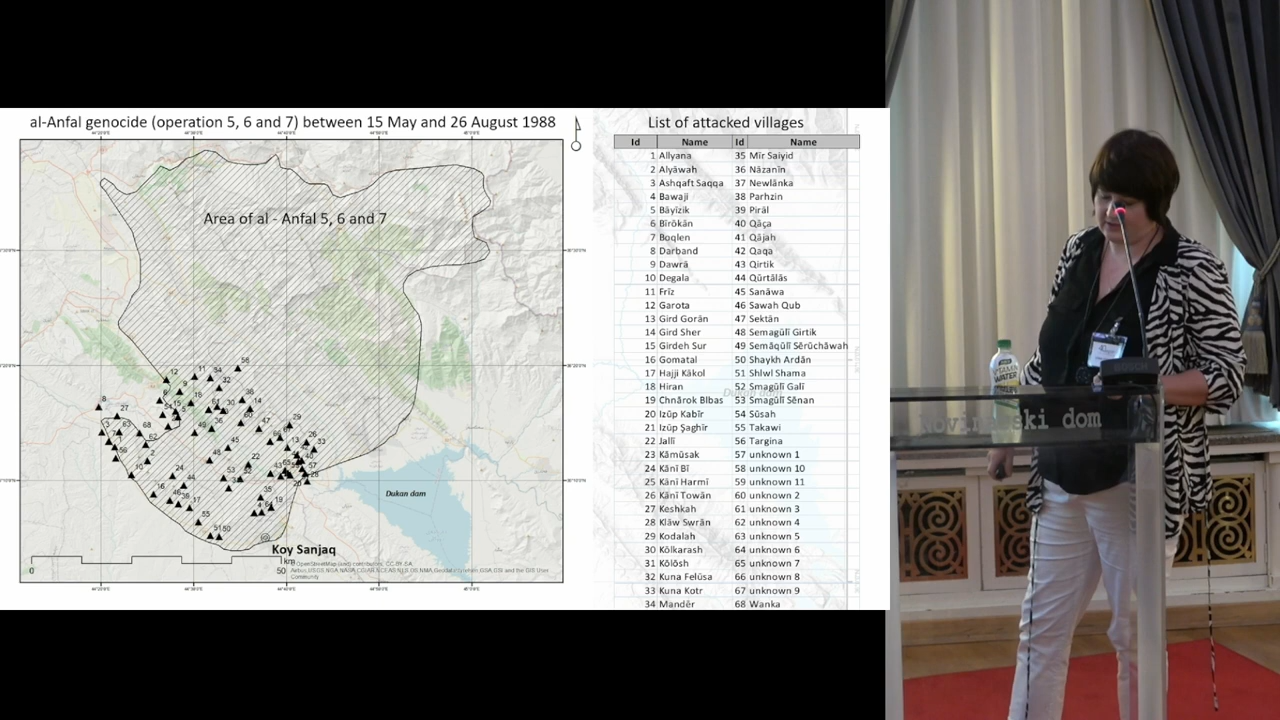 al-Anfal genocide (operation 5, 6 and 7) between 15 May and 26 August 1988
Area of al - Anfal 5, 6 and 7
Dukan dam
Koy Sanjaq
0
50
1km
List of attacked villages
Id Name Id Name
1 Allyana 35 Mīr Saiyid
2 Alyāwah 36 Nāzanīn
3 Ashqaft Saqqa 37 Newlānka
4 Bawaji 38 Parhzin
5 Bāyizik 39 Pirāl
6 Bīrōkān 40 Qāça
7 Boqlen 41 Qājah
8 Darband 42 Qaqa
9 Dawrā 43 Qirtik
10 Degala 44 Qūrtālās
11 Frīz 45 Sanāwa
12 Garota 46 Sawah Qub
13 Gird Gorān 47 Sektān
14 Gird Sher 48 Semagūlī Girtik
15 Girdeh Sur 49 Semāqūlī Sērūchāwah
16 Gomatal 50 Shaykh Ardān
17 Hajji Kākol 51 Shlwl Shama
18 Hiran 52 Smagūlī Galī
19 Chnārok Blbas 53 Smagūlī Sēnan
20 Izūp Kabīr 54 Sūsah
21 Izūp Şaghīr 55 Takawi
22 Jallī 56 Targina
23 Kāmūsak 57 unknown 1
24 Kānī Bī 58 unknown 10
25 Kānī Harmī 59 unknown 11
26 Kānī Towān 60 unknown 2
27 Keshkah 61 unknown 3
28 Klāw Swrān 62 unknown 4
29 Kodalah 63 unknown 5
30 Kōlkarash 64 unknown 6
31 Kōlōsh 65 unknown 7
32 Kuna Felūsa 66 unknown 8
33 Kuna Kotr 67 unknown 9
34 Mandēr 68 Wanka
VITAMIN
WATER
Novinarski dom